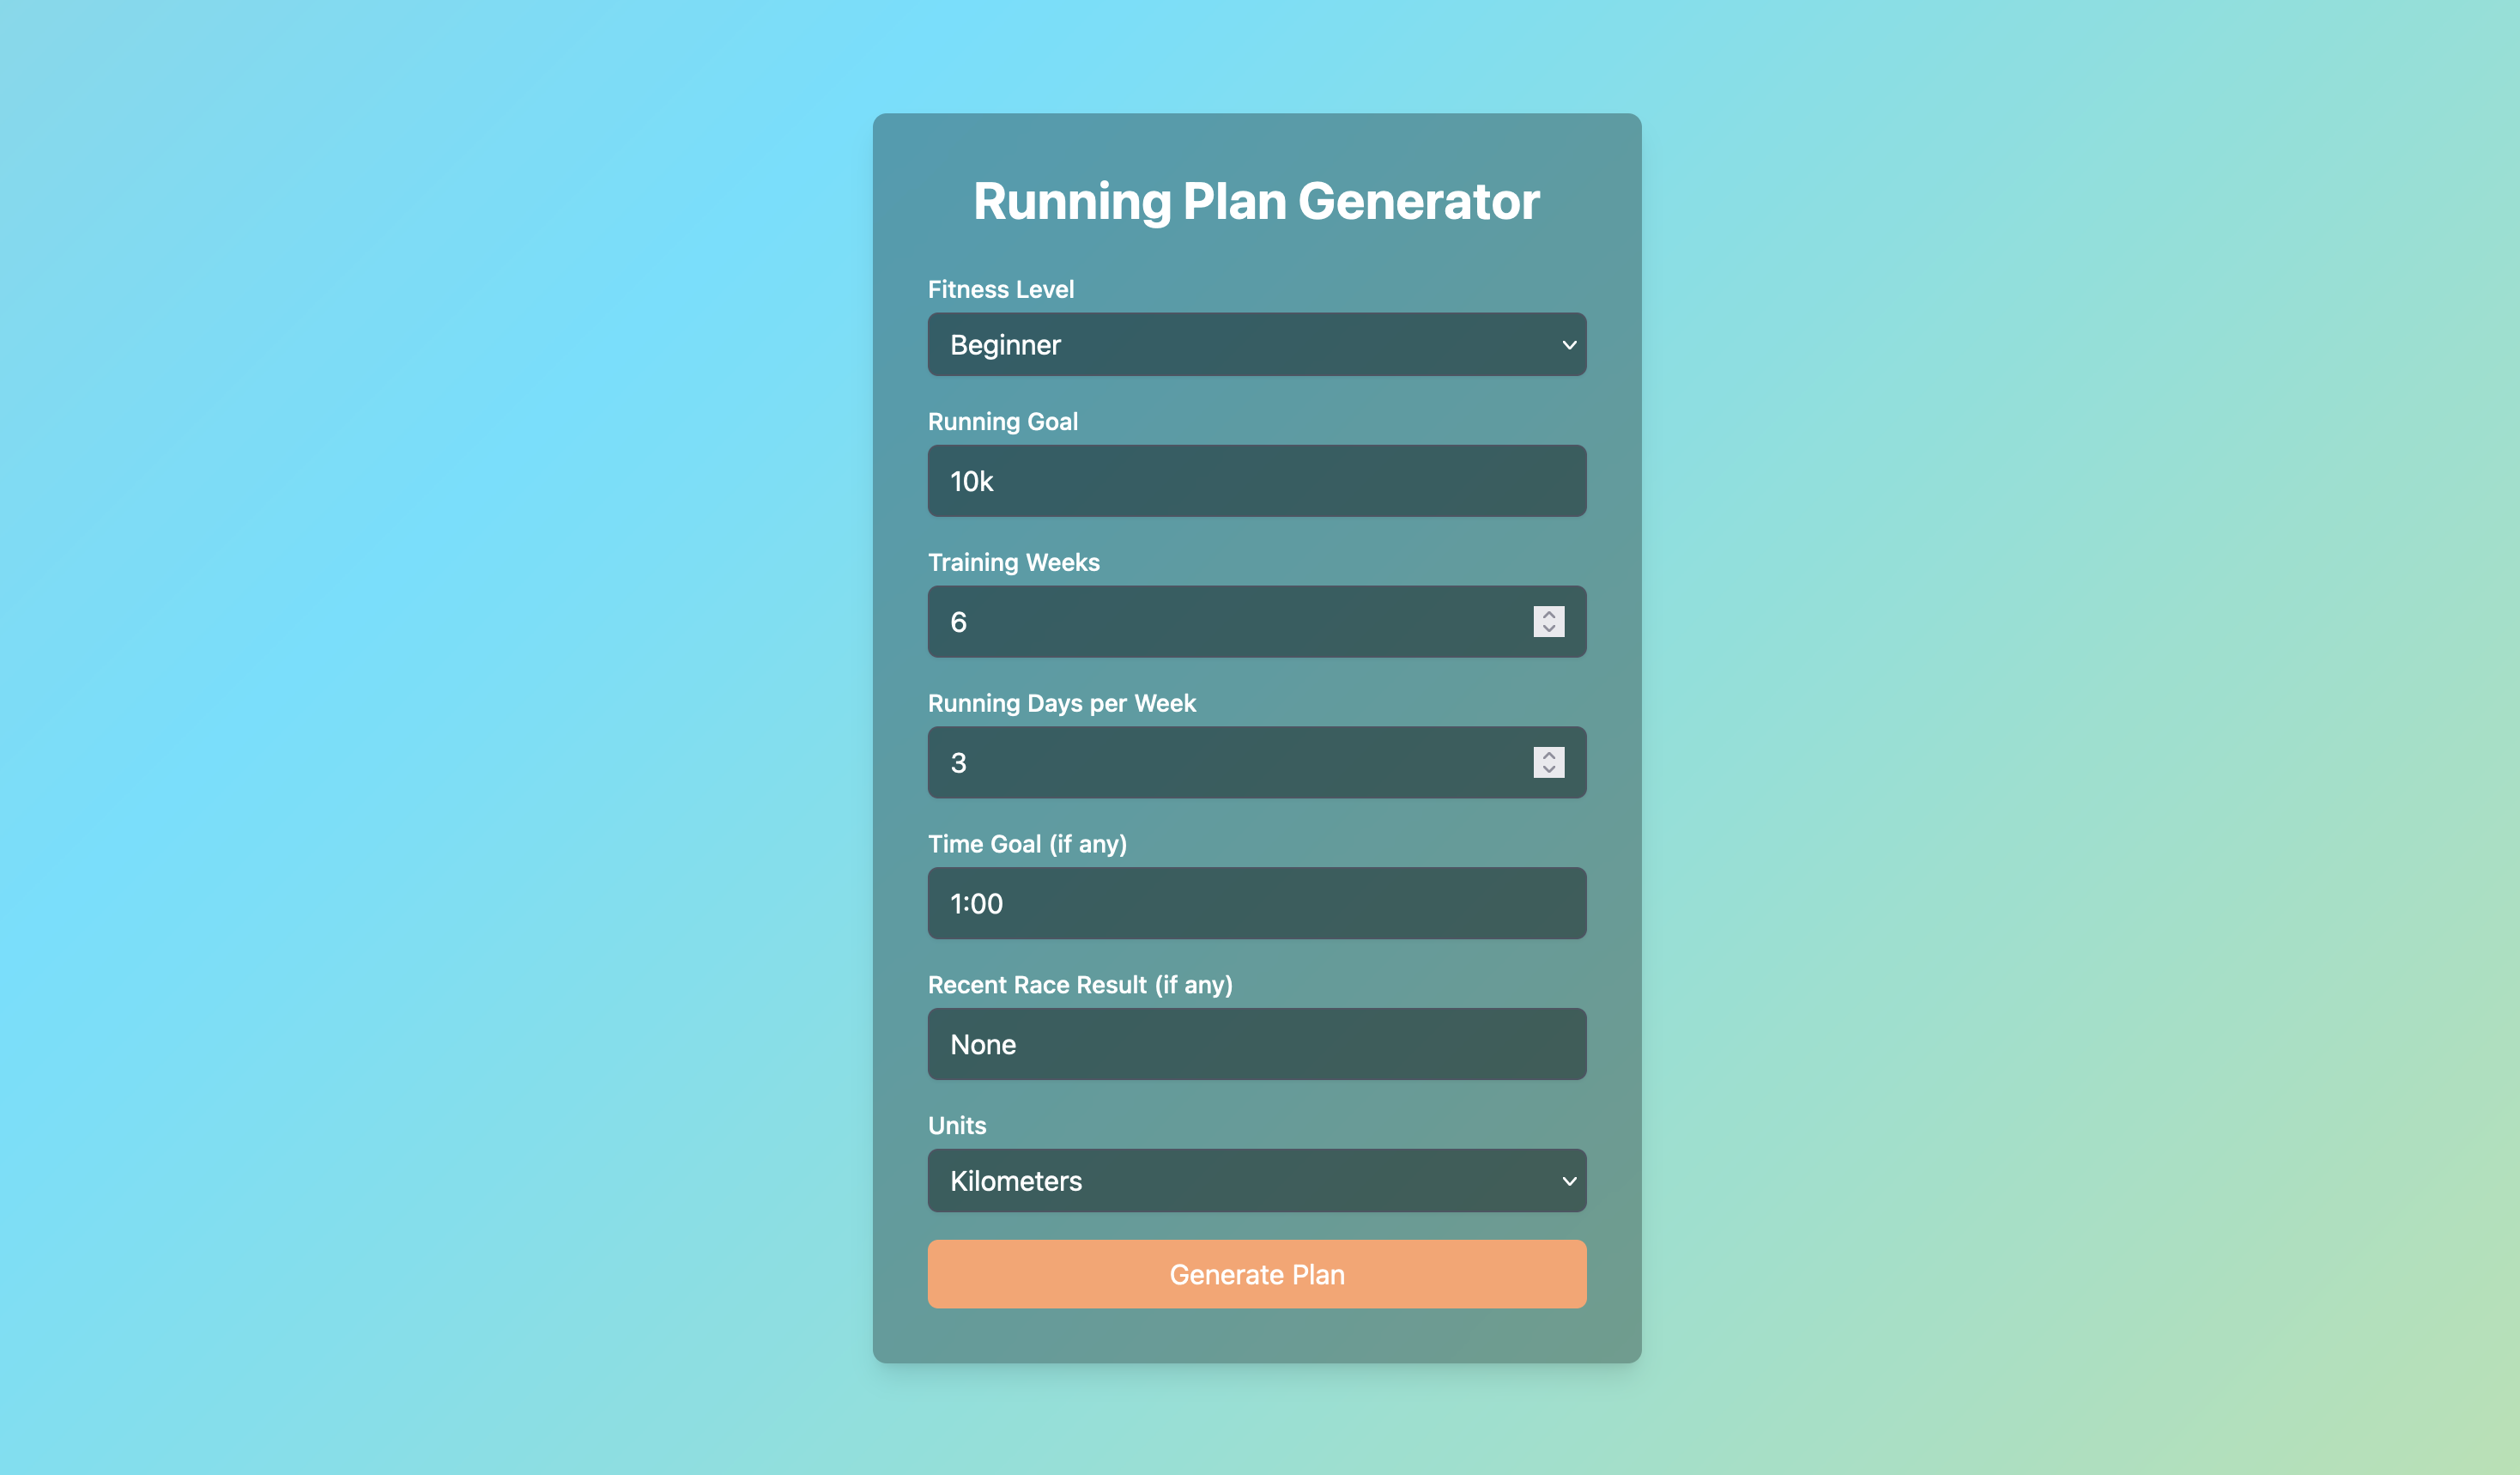 Running Plan Generator
Fitness Level
Beginner
Running Goal
10k
Training Weeks
6
Running Days per Week
3
Time Goal (if any)
1:00
Recent Race Result (if any)
None
Units
Kilometers
Generate Plan